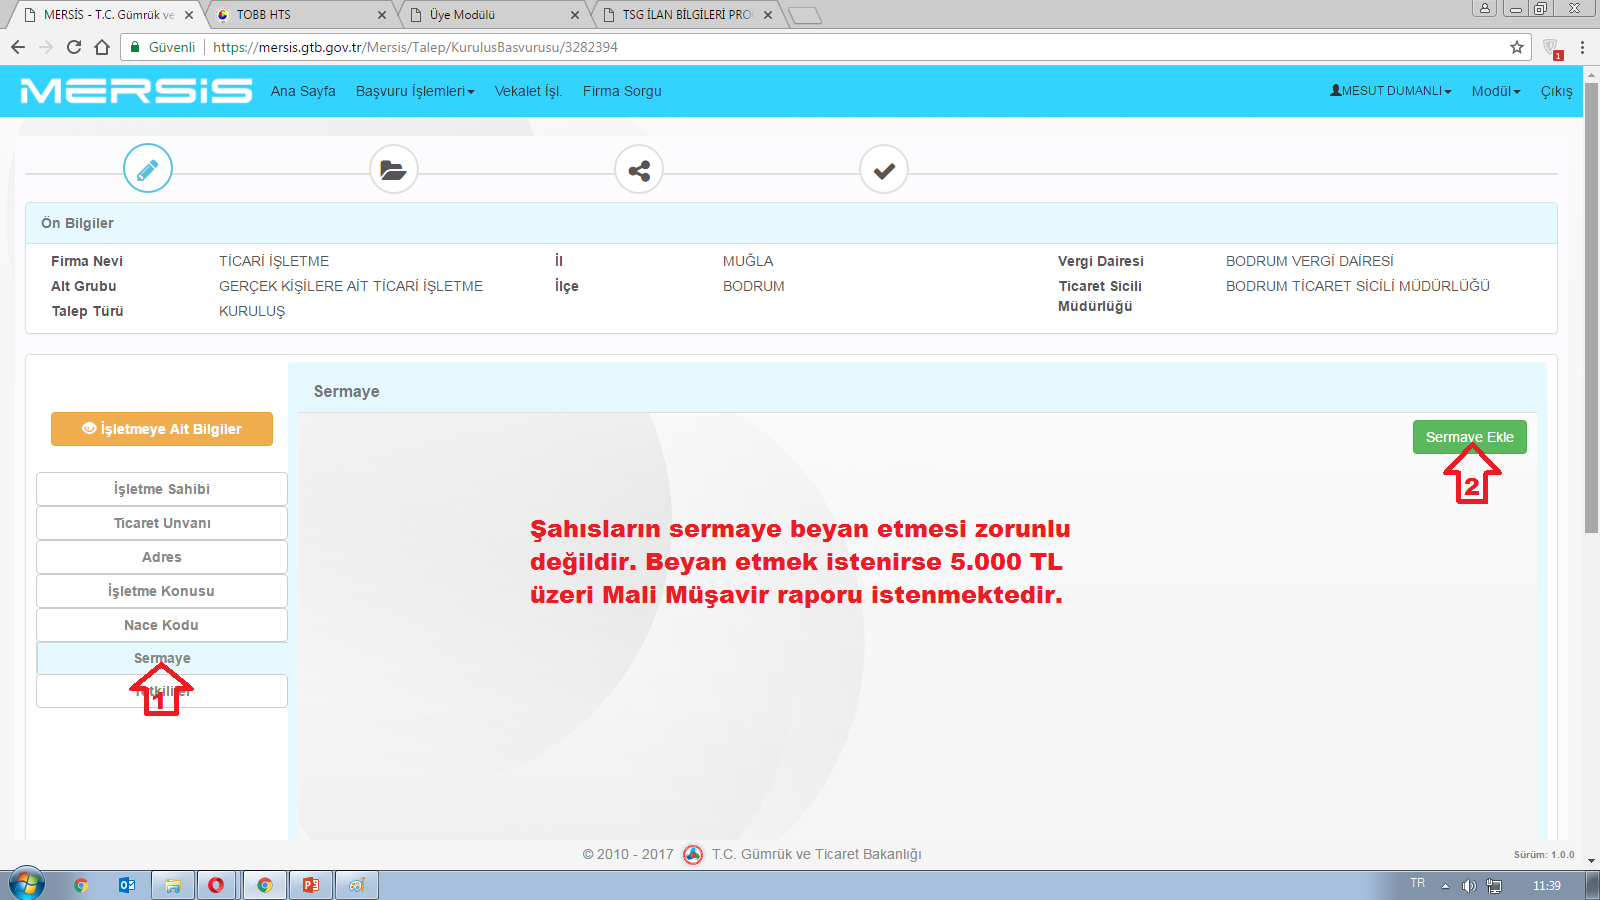 MERSİS - T.C. Gümrük ve
TOBB HTS
Üye Modülü
TSG İLAN BİLGİLERİ PRO
Güvenli
https://mersis.gtb.gov.tr/Mersis/Talep/KurulusBasvurusu/3282394
1
MERSİS
Ana Sayfa
Başvuru İşlemleri
Vekalet İşl.
Firma Sorgu
MESUT DUMANLI
Modül
Çıkış
Ön Bilgiler
Firma Nevi
TİCARİ İŞLETME
İl
MUĞLA
Vergi Dairesi
BODRUM VERGİ DAİRESİ
Alt Grubu
GERÇEK KİŞİLERE AİT TİCARİ İŞLETME
İlçe
BODRUM
Ticaret Sicili
Müdürlüğü
BODRUM TİCARET SİCİLİ MÜDÜRLÜĞÜ
Talep Türü
KURULUŞ
Sermaye
İşletmeye Ait Bilgiler
Sermaye Ekle
2
İşletme Sahibi
Ticaret Unvanı
Adres
İşletme Konusu
Nace Kodu
Sermaye
Yetkililer
1
Şahısların sermaye beyan etmesi zorunlu
değildir. Beyan etmek istenirse 5.000 TL
üzeri Mali Müşavir raporu istenmektedir.
© 2010 - 2017
T.C. Gümrük ve Ticaret Bakanlığı
Sürüm: 1.0.0
TR
11:39